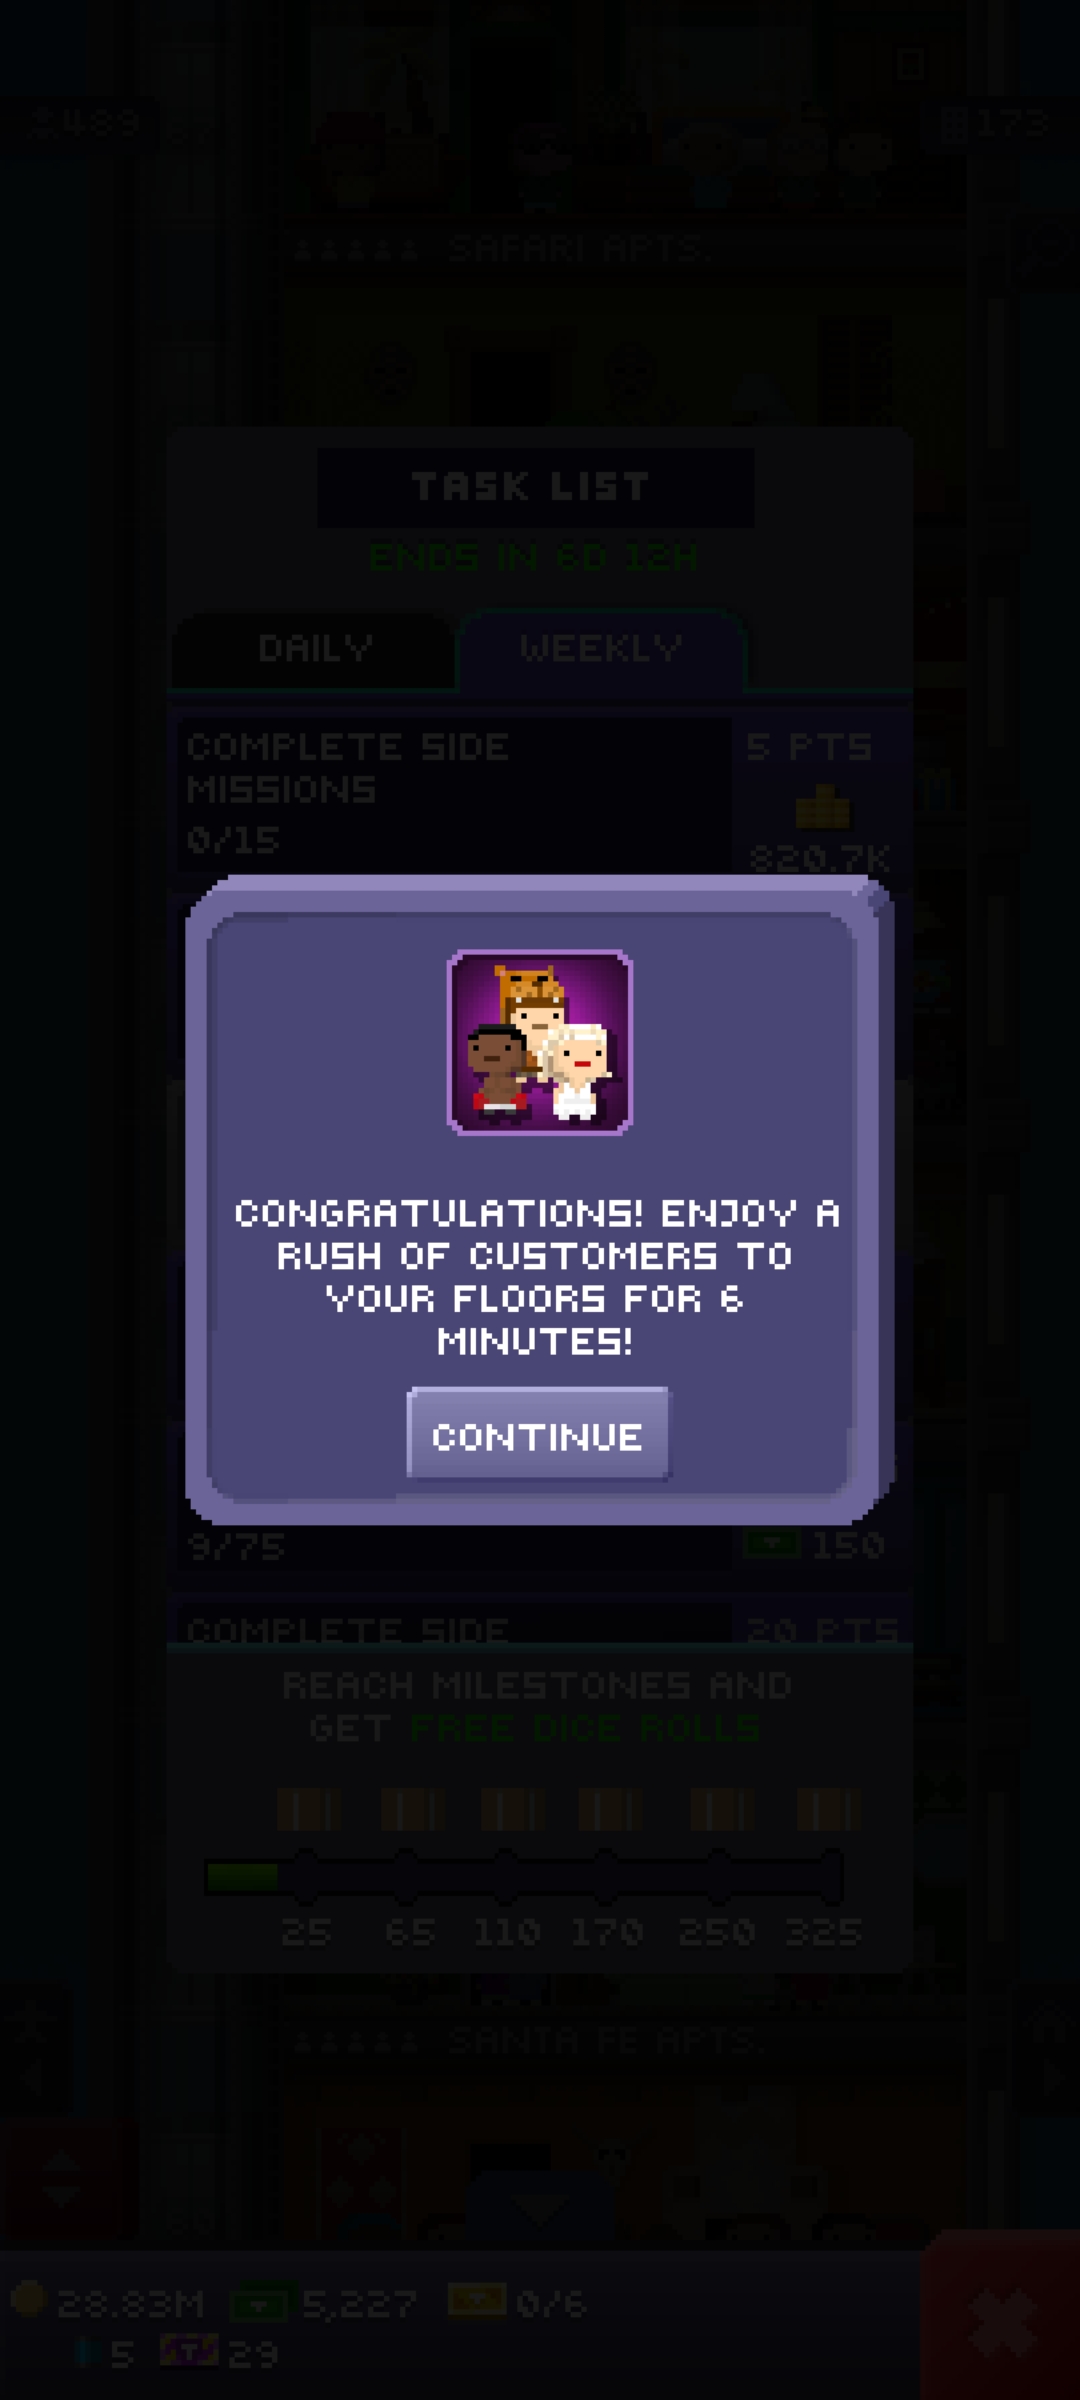 489
173
SAFARI APTS.
TASK LIST
ENDS IN 6D 12H
DAILY
WEEKLY
COMPLETE SIDE
MISSIONS
0/15
5 PTS
820.7K
CONGRATULATIONS! ENJOY A
RUSH OF CUSTOMERS TO
YOUR FLOORS FOR 6
MINUTES!
CONTINUE
9/75
150
COMPLETE SIDE
20 PTS
REACH MILESTONES AND
GET FREE DICE ROLLS
25 65 110 170 250 325
SANTA FE APTS.
28.83M 5,227 0/6
5 29